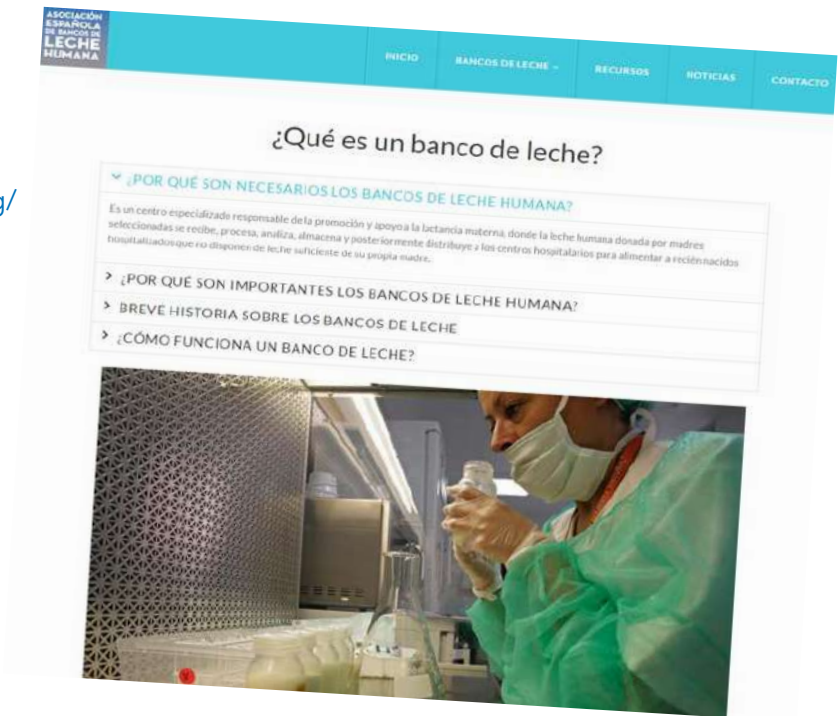 ASOCIACIÓN
ESPAÑOLA
DE BANCOS DE
LECHE
HUMANA
INICIO BANCOS DE LECHE RECURSOS NOTICIAS CONTACTO
¿Qué es un banco de leche?
g/
¿POR QUÉ SON NECESARIOS LOS BANCOS DE LECHE HUMANA?
Es un centro especializado responsable de la promoción y apoyo a la lactancia materna, donde la leche humana donada por madres
seleccionadas se recibe, procesa, analiza, almacena y posteriormente distribuye a los centros hospitalarios para alimentar a recién nacidos
hospitalizados que no disponen de leche suficiente de su propia madre.
¿POR QUÉ SON IMPORTANTES LOS BANCOS DE LECHE HUMANA?
BREVE HISTORIA SOBRE LOS BANCOS DE LECHE
¿CÓMO FUNCIONA UN BANCO DE LECHE?